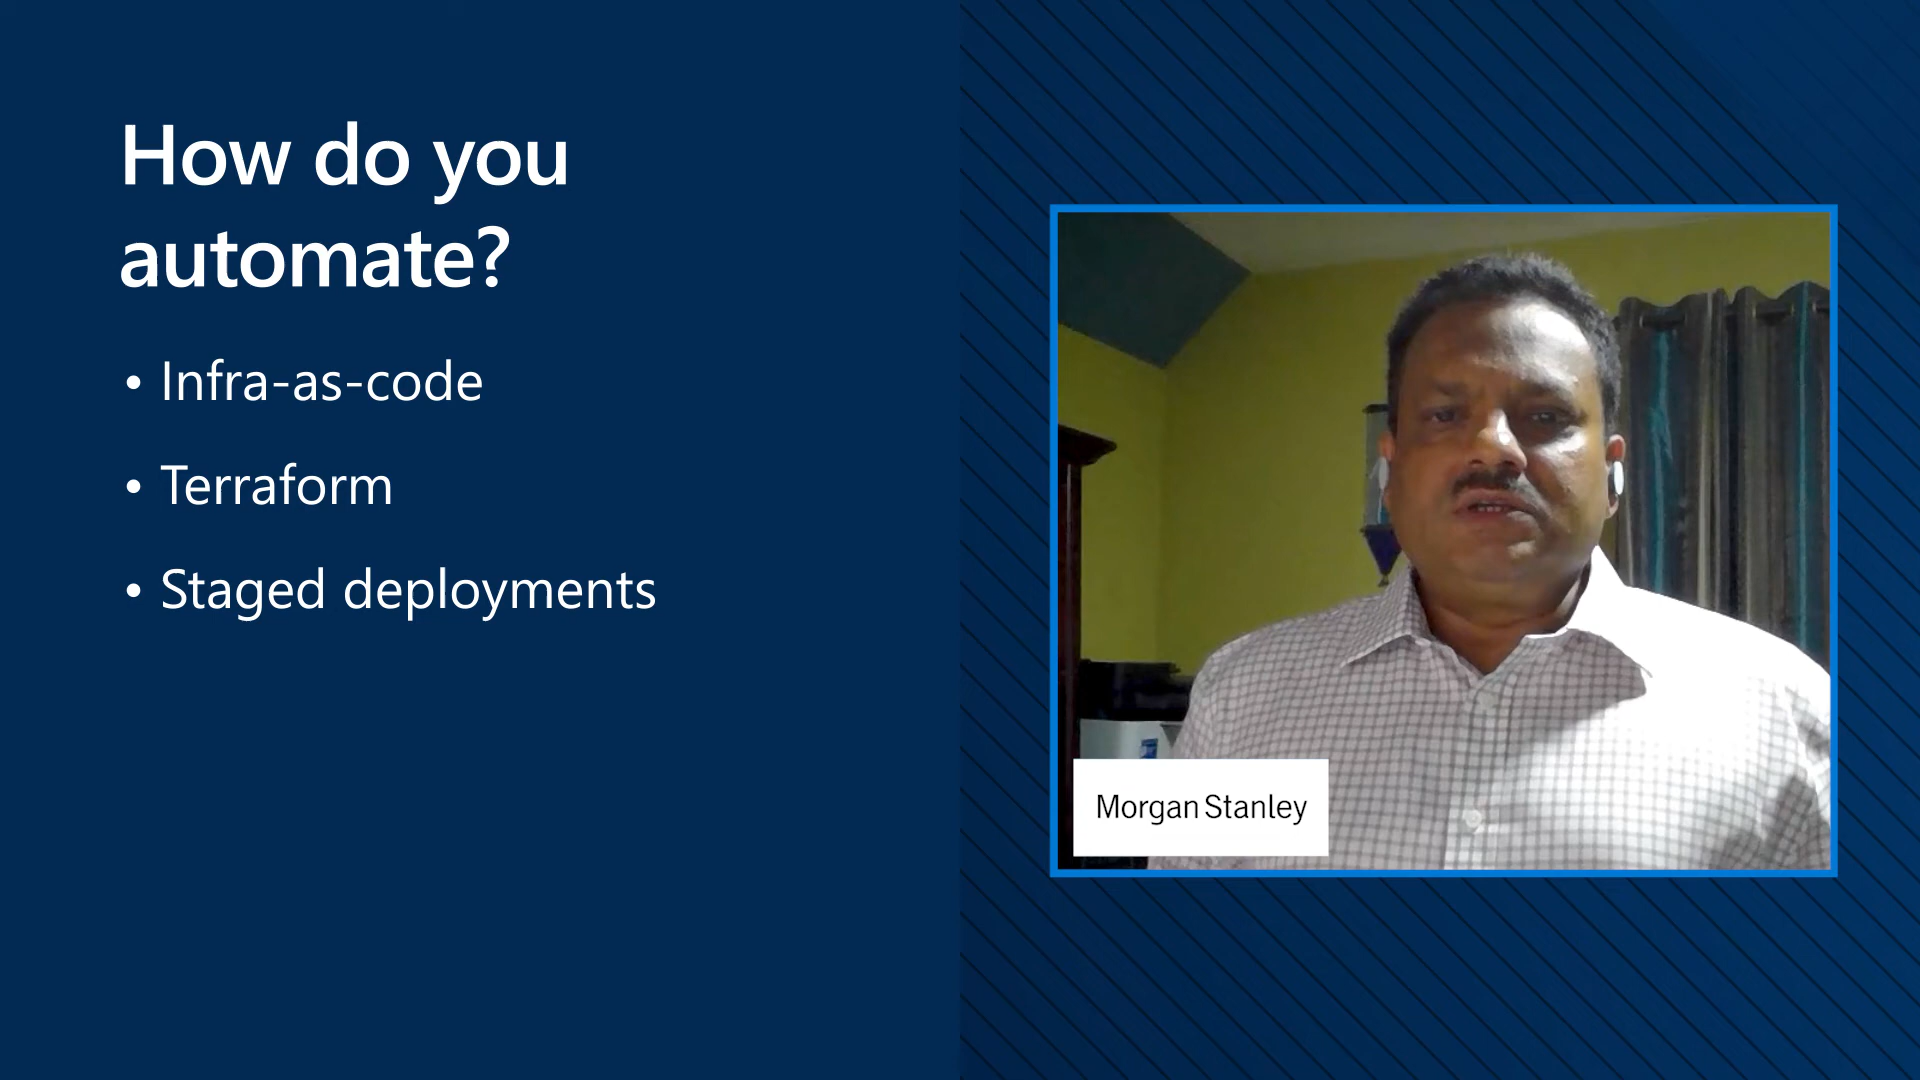 How do you
automate?
• Infra-as-code
• Terraform
• Staged deployments
Morgan Stanley